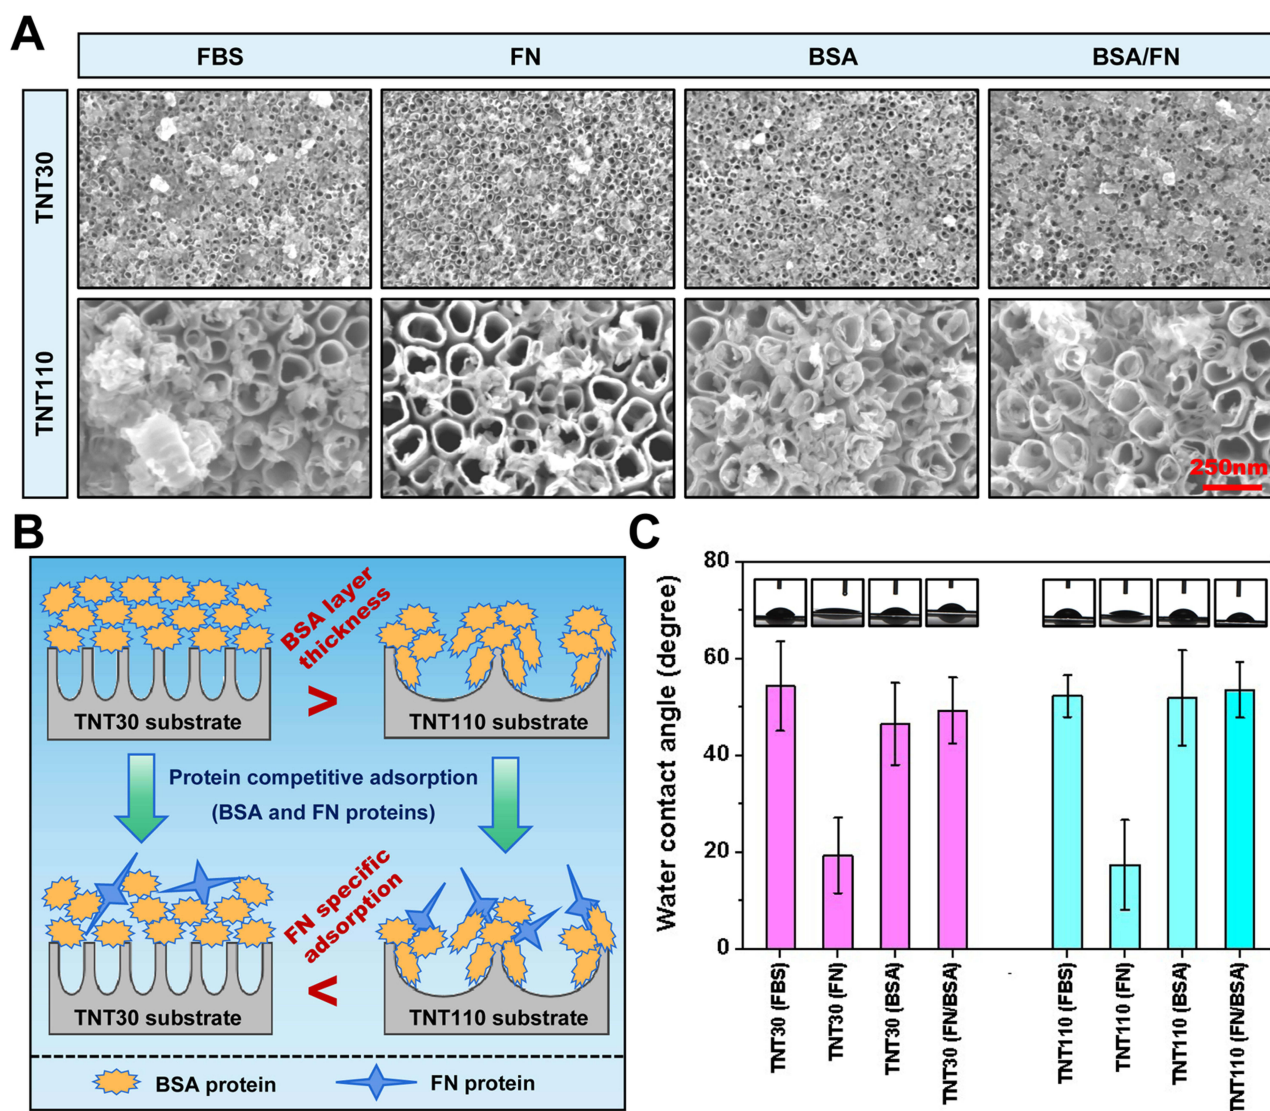 A
FBS FN BSA BSA/FN
TNT30
TNT110
250nm
B
BSA layer
thickness
>
TNT30 substrate
TNT110 substrate
Protein competitive adsorption
(BSA and FN proteins)
FN specific
adsorption
<
TNT30 substrate
TNT110 substrate
BSA protein
FN protein
C
Water contact angle (degree)
80
60
40
20
0
TNT30 (FBS)
TNT30 (FN)
TNT30 (BSA)
TNT30 (FN/BSA)
TNT110 (FBS)
TNT110 (FN)
TNT110 (BSA)
TNT110 (FN/BSA)